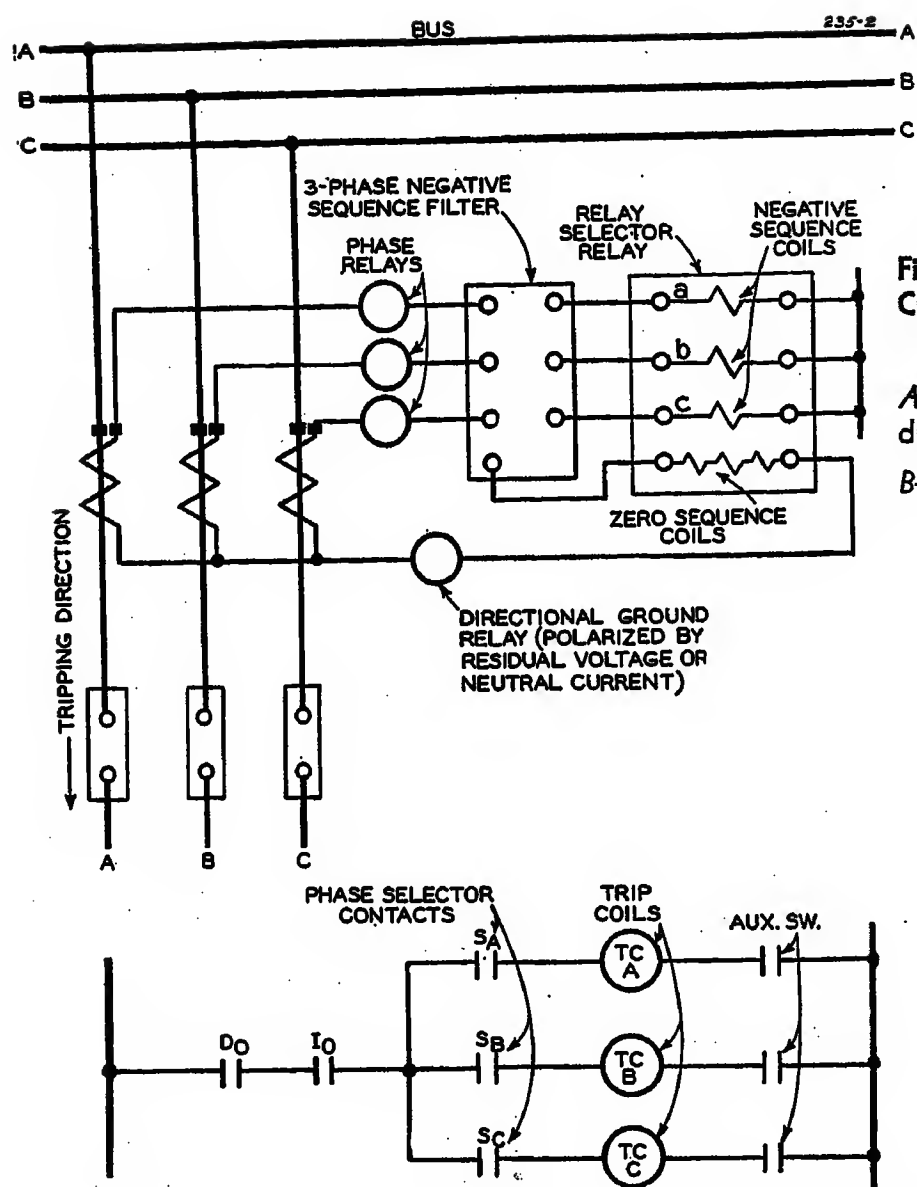 BUS
235-2
A
A
B
B
C
C
3-PHASE NEGATIVE
SEQUENCE FILTER
PHASE
RELAYS
RELAY
SELECTOR
RELAY
NEGATIVE
SEQUENCE
COILS
a
b
c
ZERO SEQUENCE
COILS
TRIPPING DIRECTION
DIRECTIONAL GROUND
RELAY (POLARIZED BY
RESIDUAL VOLTAGE OR
NEUTRAL CURRENT)
A
B
C
Fi
C
A
d
B-
PHASE SELECTOR
CONTACTS
TRIP
COILS
AUX. SW.
SA
TC
A
DO
IO
SB
TC
B
SC
TC
C